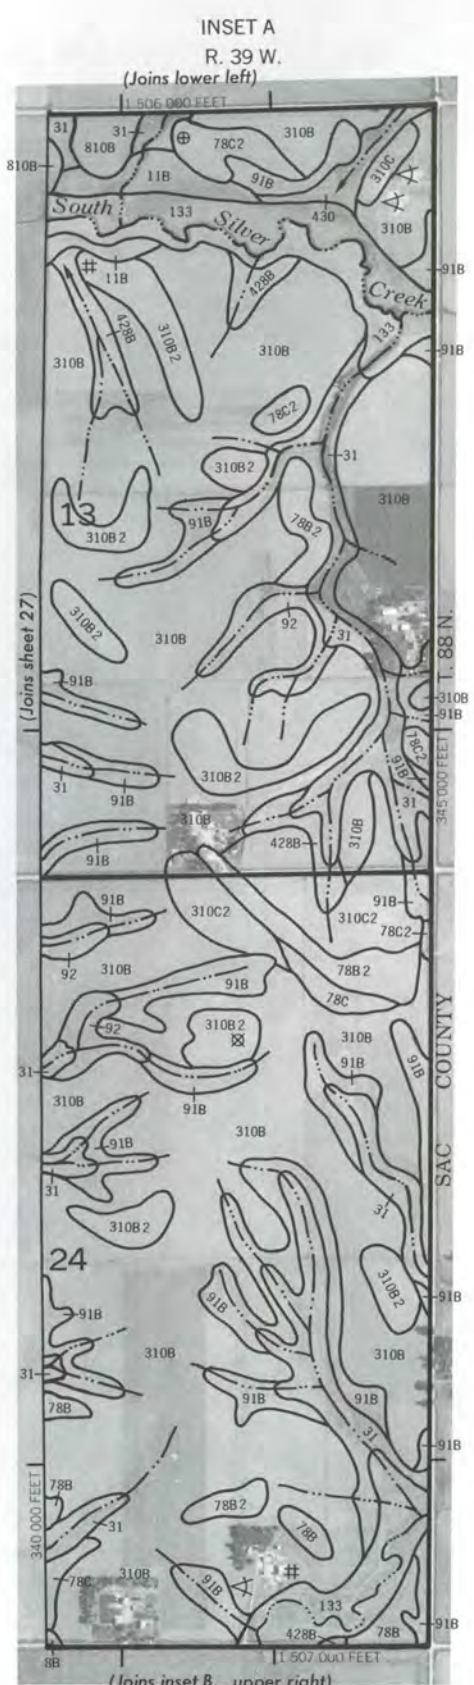 INSET A
R. 39 W.
(Joins lower left)
1 506 000 FEET
31
31
310B
810B
78C2
310C
810B
11B
91B
South
133
Silver
430
310B
91B
11B
428B
Creek
428B
310B2
133
91B
310B
310B
78C2
31
310B2
310B
13
91B
78B2
310B2
(Joins sheet 27)
92
310B2
310B
31
T. 88 N.
91B
310B
91B
78C2
310B2
91B
31
91B
31
345 000 FEET
310B
428B
310B
91B
91B
310C2
91B
310C2
78C2
92
310B
78B2
91B
78C
92
310B2
310B
91B
91B
31
SAC COUNTY
310B
91B
91B
310B
31
31
310B2
24
310B2
91B
91B
91B
310B
310B
31
91B
91B
78B
31
91B
340 000 FEET
78B
78B2
31
78B
310B
78C
91B
133
428B
78B
91B
8B
1 507 000 FEET
(Joins inset B, upper right)